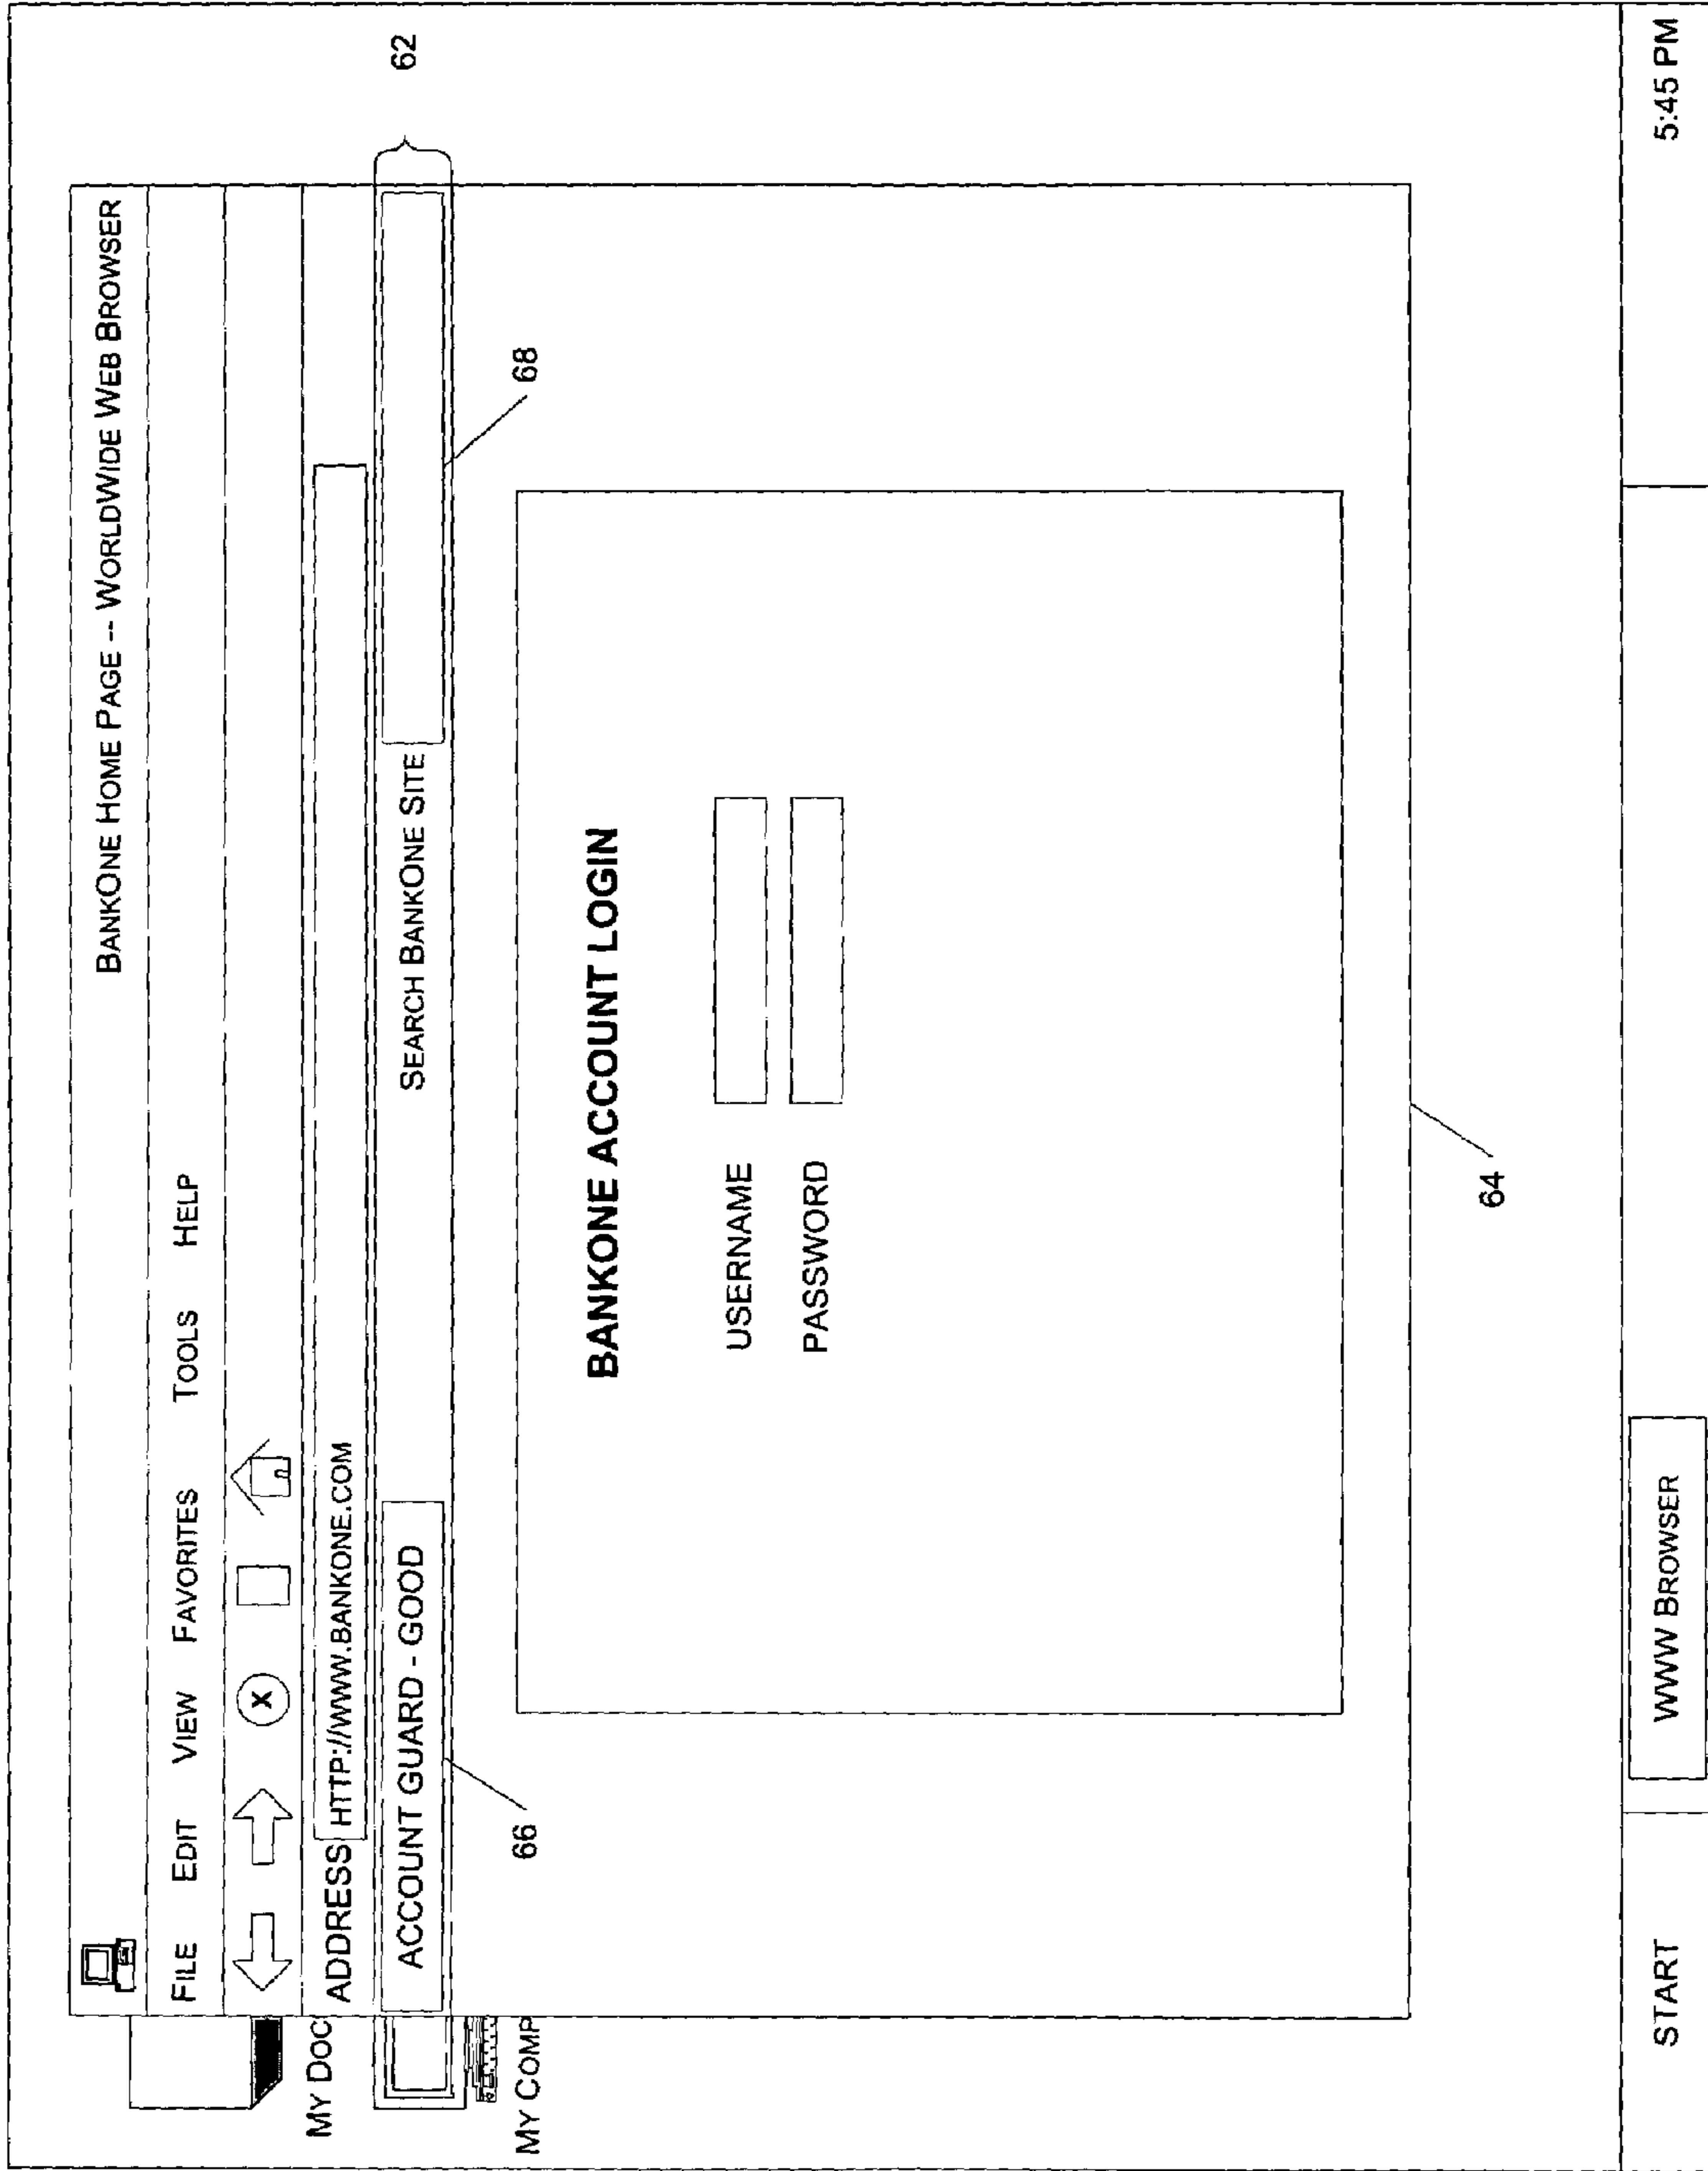 BANKONE HOME PAGE -- WORLDWIDE WEB BROWSER
FILE EDIT VIEW FAVORITES TOOLS HELP
X
MY DOC
ADDRESS HTTP://WWW.BANKONE.COM
ACCOUNT GUARD - GOOD SEARCH BANKONE SITE
62
MY COMP
66
68
BANKONE ACCOUNT LOGIN
USERNAME
PASSWORD
64
START WWW BROWSER 5:45 PM